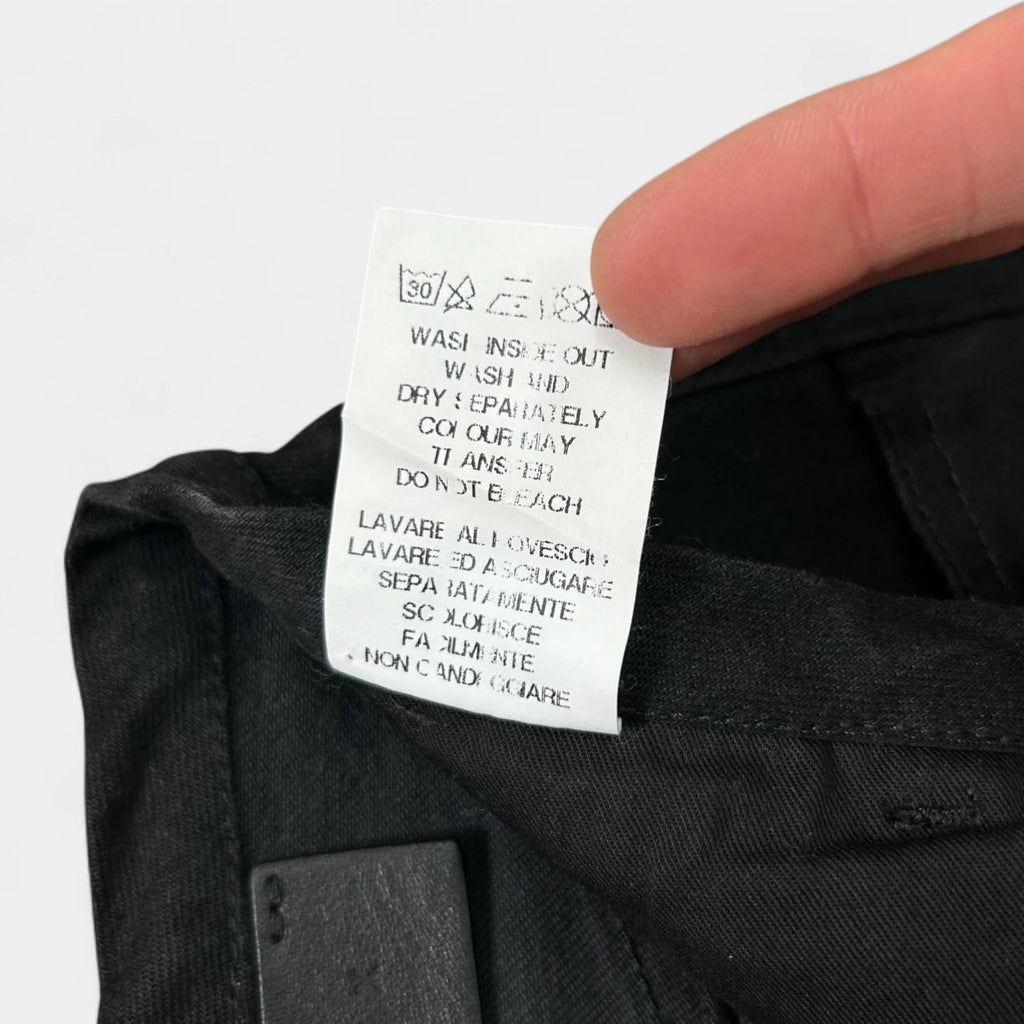 30
WASH INSIDE OUT
WASH AND
DRY SEPARATELY
COLOUR MAY
TRANSFER
DO NOT BLEACH
LAVARE AL ROVESCIO
LAVARE ED ASCIUGARE
SEPARATAMENTE
SCOLORISCE
FACILMENTE
NON CANDEGGIARE